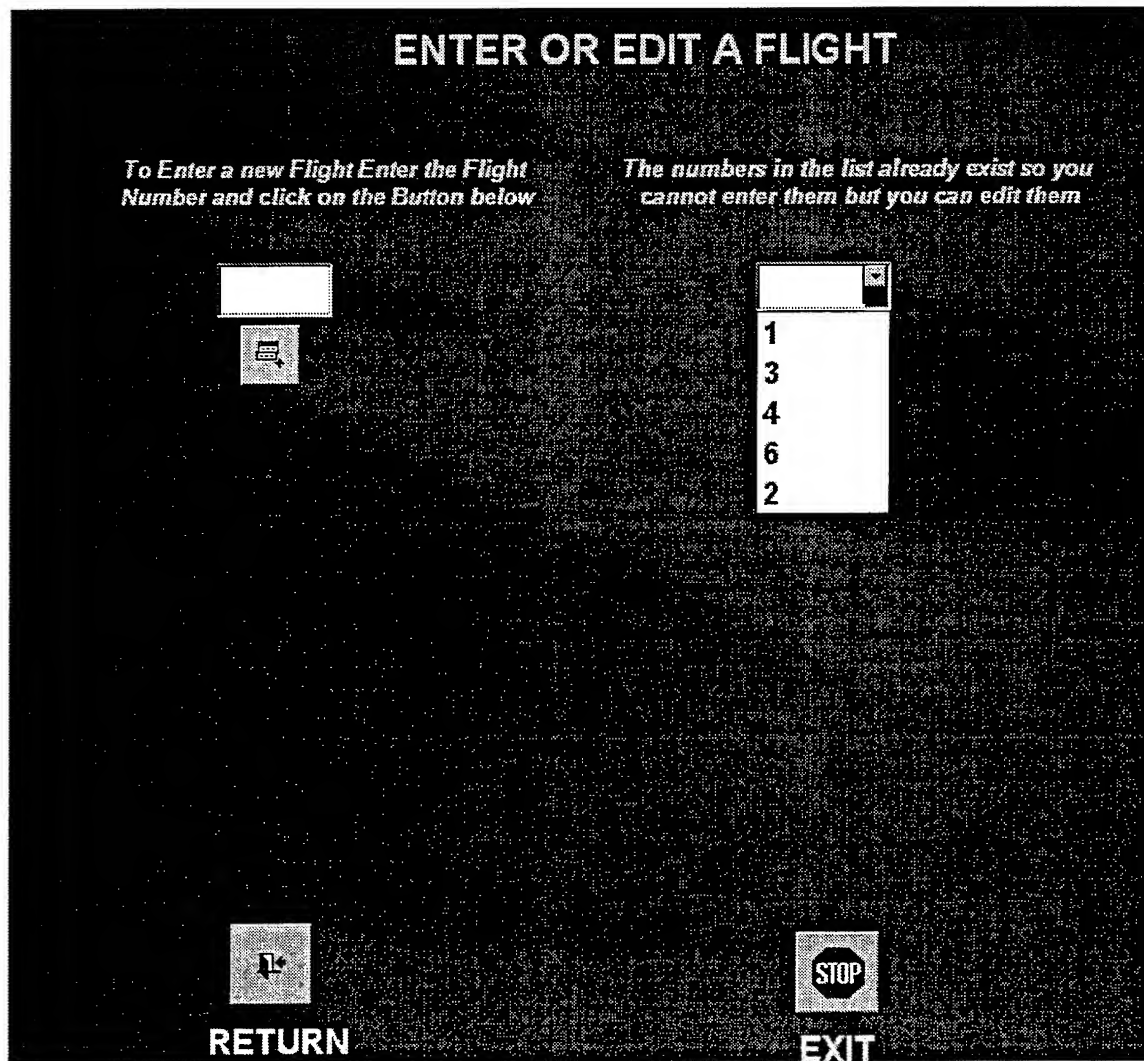 ENTER OR EDIT A FLIGHT
To Enter a new Flight Enter the Flight
Number and click on the Button below
The numbers in the list already exist so you
cannot enter them but you can edit them
1
3
4
6
2
STOP
RETURN
EXIT